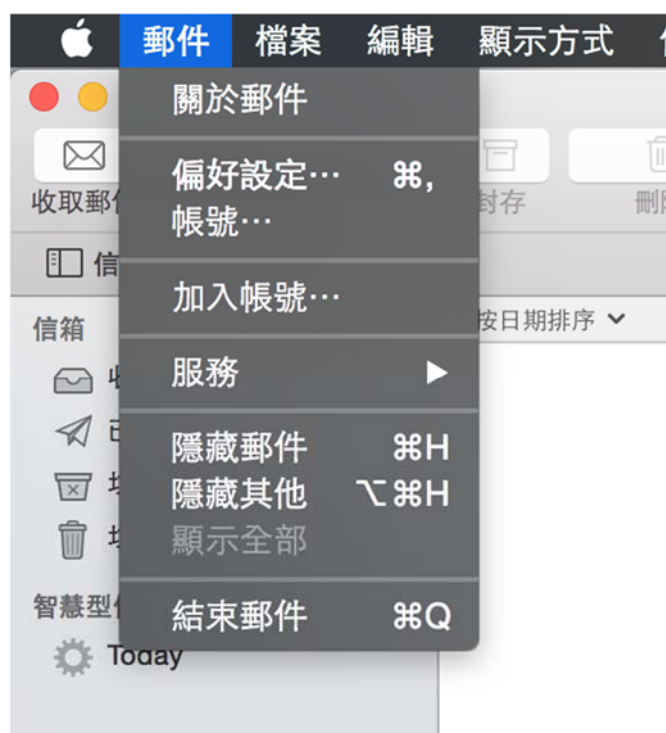 郵件 檔案 編輯 顯示方式
關於郵件
偏好設定⋯ ⌘,
帳號⋯
加入帳號⋯
服務 ▶
隱藏郵件 ⌘H
隱藏其他 ⌥⌘H
顯示全部
結束郵件 ⌘Q
收取郵
封存
刪
信
按日期排序
信箱
智慧型
Today